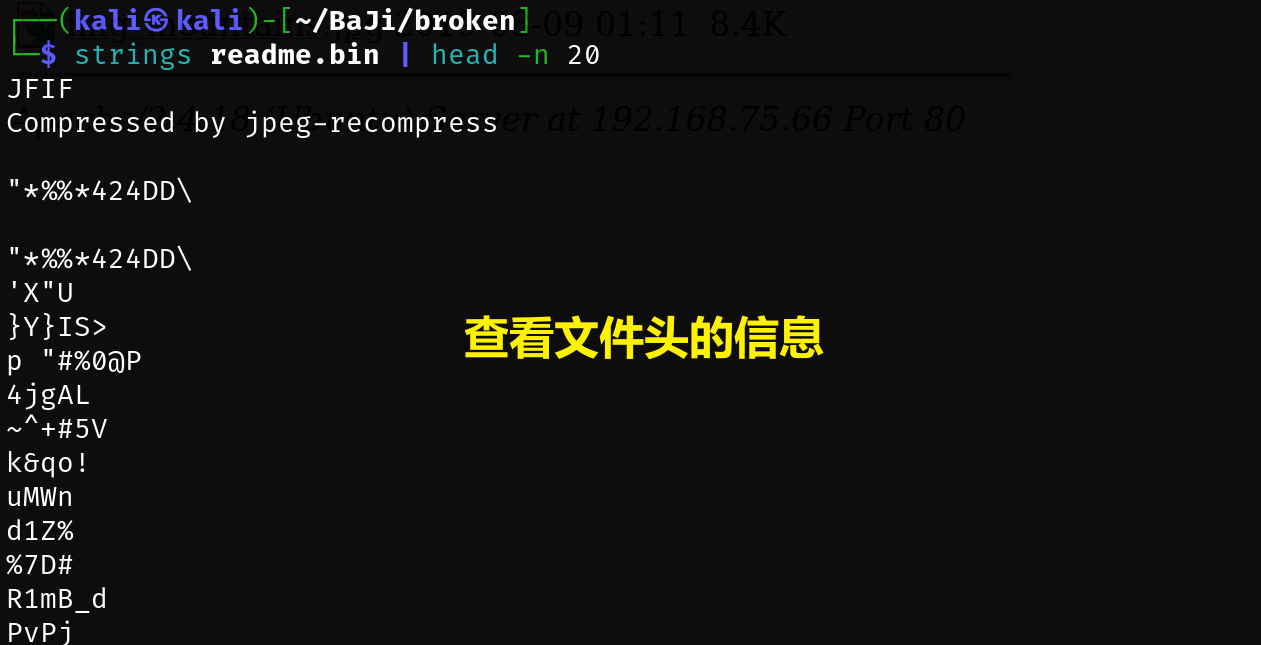 ┌──(kali㉿kali)-[~/BaJi/broken]
└─$ strings readme.bin | head -n 20
JFIF
Compressed by jpeg-recompress
"*%%*424DD\
"*%%*424DD\
'X"U
}Y}IS>
p "#%0@P
4jgAL
~^+#5V
k&qo!
uMWn
d1Z%
%7D#
R1mB_d
PvPj
查看文件头的信息
-09 01:11 8.4K
Server at 192.168.75.66 Port 80